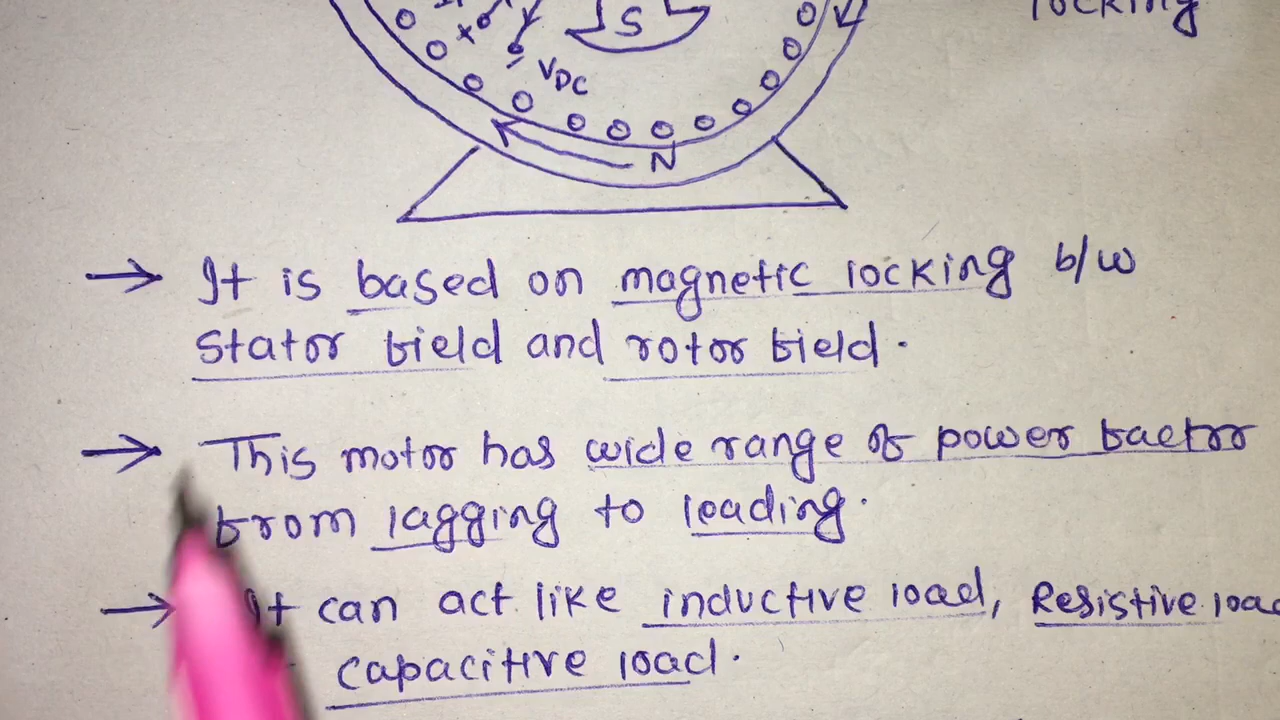 locking
S
VDC
N
→ It is based on magnetic locking b/w
stator field and rotor field.
→ This motor has wide range of power factor
from lagging to leading.
→ It can act like inductive load, Resistive load
capacitive load.